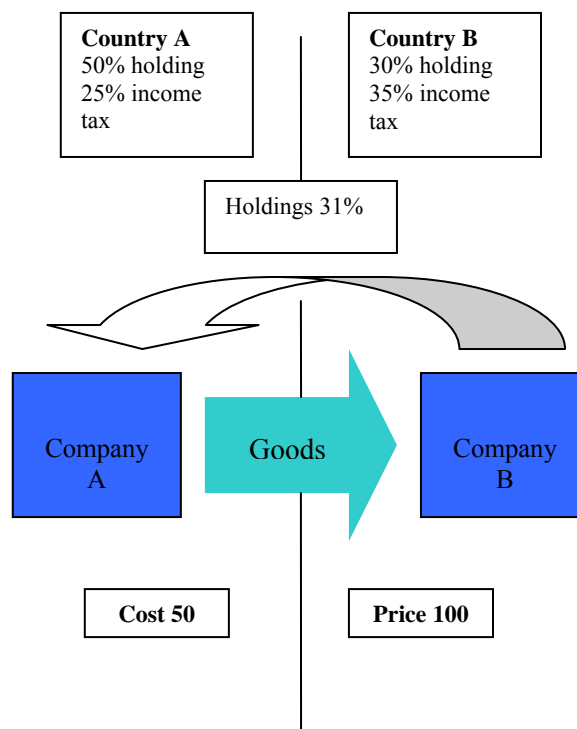 Country A
50% holding
25% income
tax
Country B
30% holding
35% income
tax
Holdings 31%
Company
A
Goods
Company
B
Cost 50
Price 100